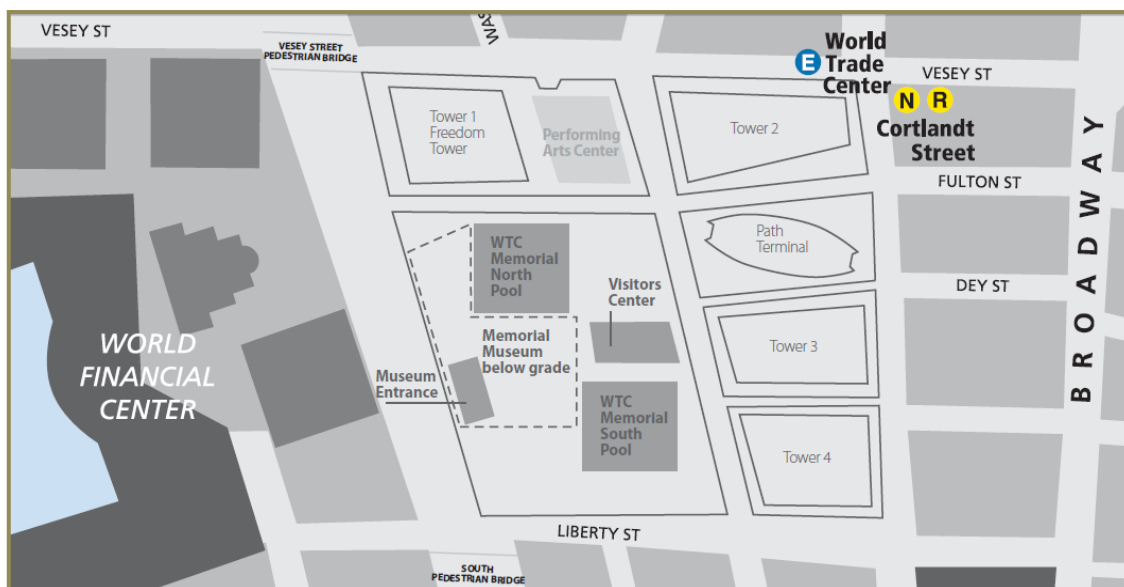 VESEY ST
VESEY STREET
PEDESTRIAN BRIDGE
WAS
E
World
Trade
Center
VESEY ST
N R
Cortlandt
Street
Tower 1
Freedom
Tower
Performing
Arts Center
Tower 2
FULTON ST
BROADWAY
WTC
Memorial
North
Pool
Path
Terminal
Visitors
Center
DEY ST
WORLD
FINANCIAL
CENTER
Memorial
Museum
below grade
Tower 3
Museum
Entrance
WTC
Memorial
South
Pool
Tower 4
LIBERTY ST
SOUTH
PEDESTRIAN BRIDGE